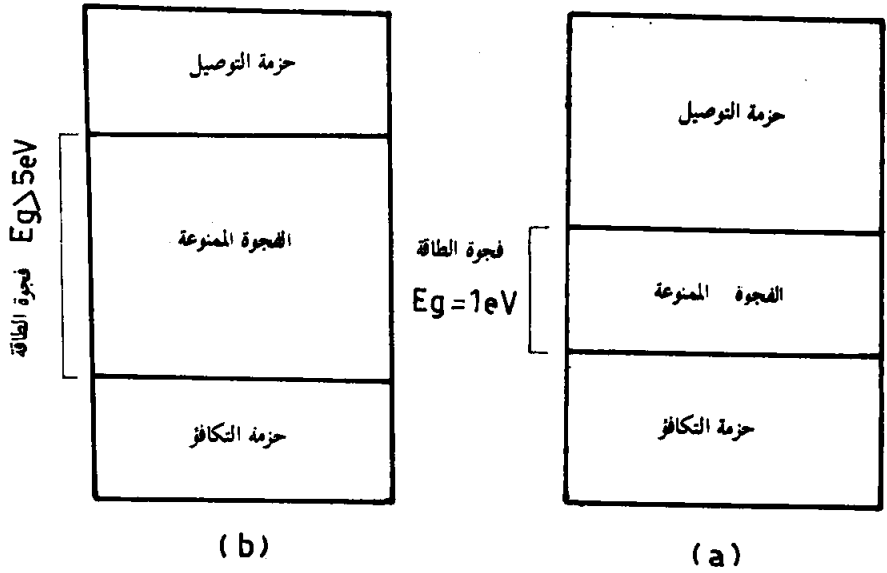 حزمة التوصيل
فجوة الطاقة
Eg=1eV
الفجوة الممنوعة
حزمة التكافؤ
(a)
حزمة التوصيل
فجوة الطاقة Eg>5eV
الفجوة الممنوعة
حزمة التكافؤ
(b)